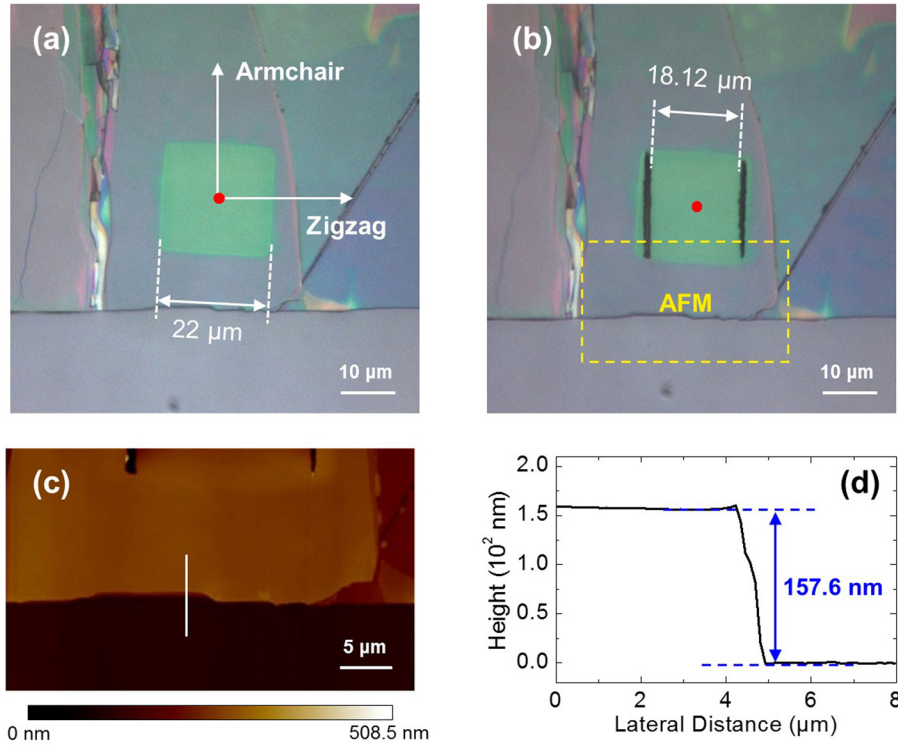 (a)
Armchair
Zigzag
22 µm
10 µm
(b)
18.12 µm
AFM
10 µm
(c)
5 µm
0 nm
508.5 nm
(d)
2.0
1.5
1.0
0.5
0.0
Height (10² nm)
157.6 nm
0 2 4 6 8
Lateral Distance (µm)